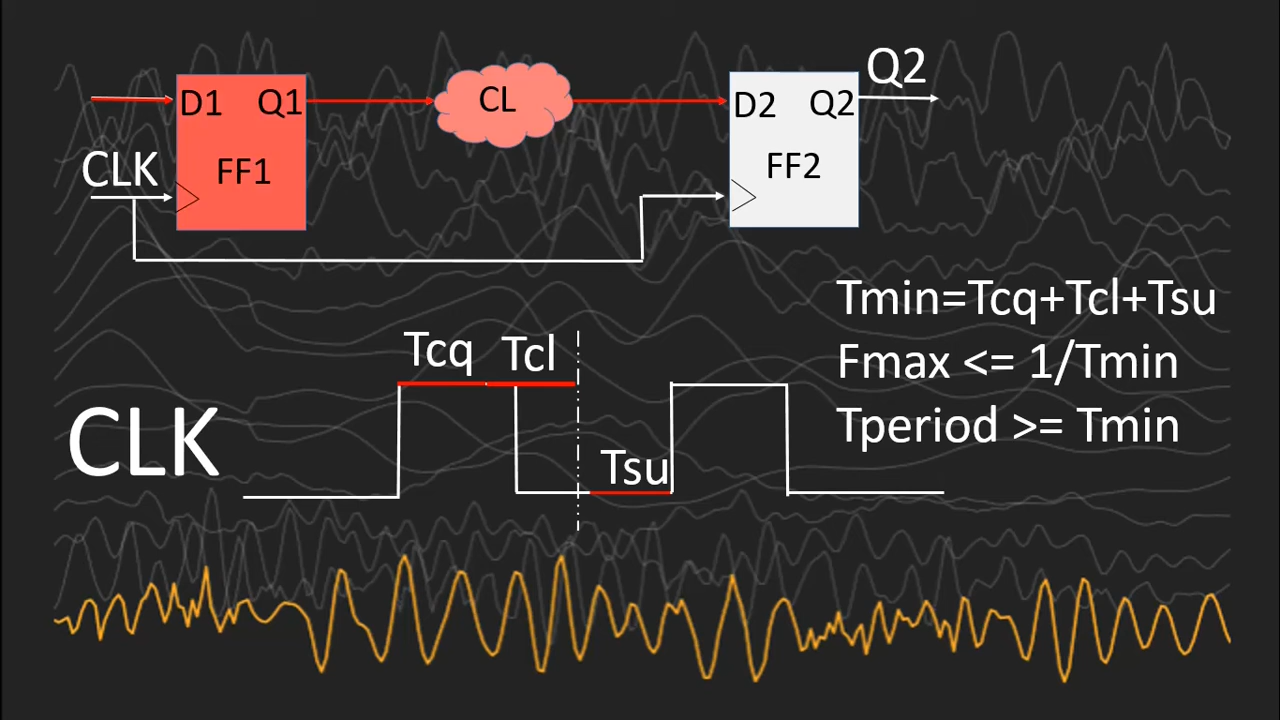 Q2
D1 Q1
CL
D2 Q2
CLK
FF1
FF2
Tmin=Tcq+Tcl+Tsu
Fmax <= 1/Tmin
Tperiod >= Tmin
Tcq Tcl
CLK
Tsu